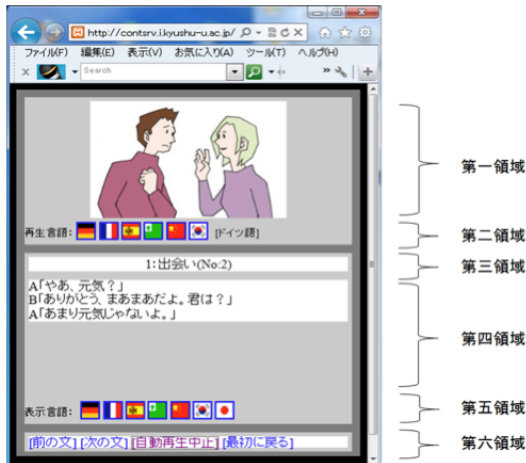 http://contsrv.i.kyushu-u.ac.jp/
ファイル(F) 編集(E) 表示(V) お気に入り(A) ツール(T) ヘルプ(H)
Search
再生言語: [ドイツ語]
1:出会い(No:2)
A「やあ、元気？」
B「ありがとう、まあまあだよ。君は？」
A「あまり元気じゃないよ。」
表示言語:
[前の文] [次の文] [自動再生中止] [最初に戻る]
第一領域
第二領域
第三領域
第四領域
第五領域
第六領域